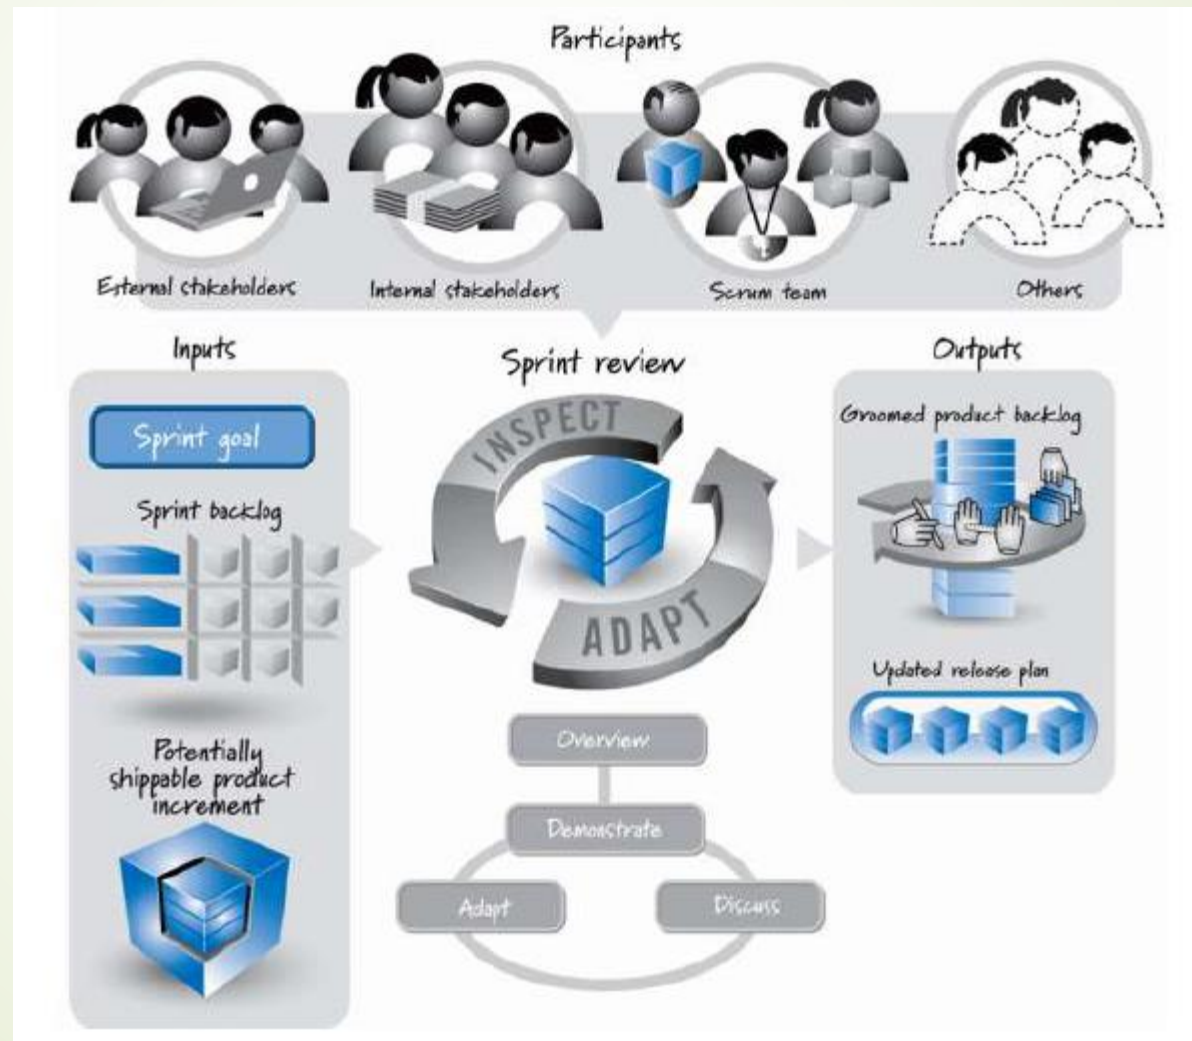 Participants
External stakeholders
Internal stakeholders
Scrum team
Others
Inputs
Sprint goal
Sprint backlog
Potentially
shippable product
increment
Sprint review
INSPECT
ADAPT
Overview
Demonstrate
Adapt
Discuss
Outputs
Groomed product backlog
Updated release plan